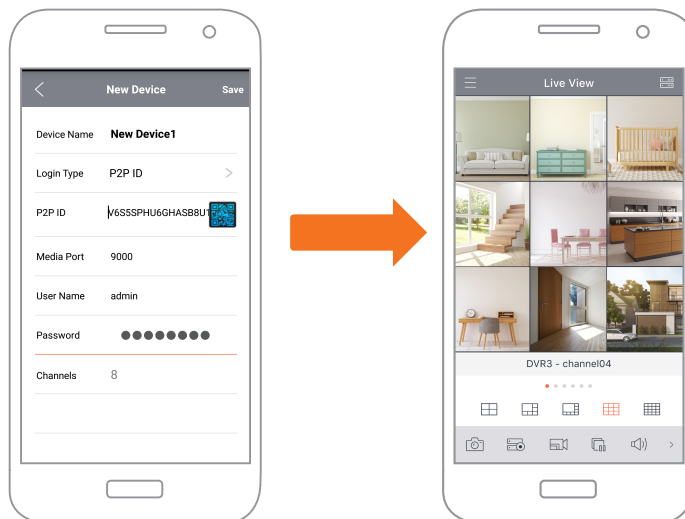 New Device Save
Device Name New Device1
Login Type P2P ID
P2P ID V6S5SPHU6GHASB8U1
Media Port 9000
User Name admin
Password ●●●●●●●●
Channels 8
Live View
DVR3 - channel04